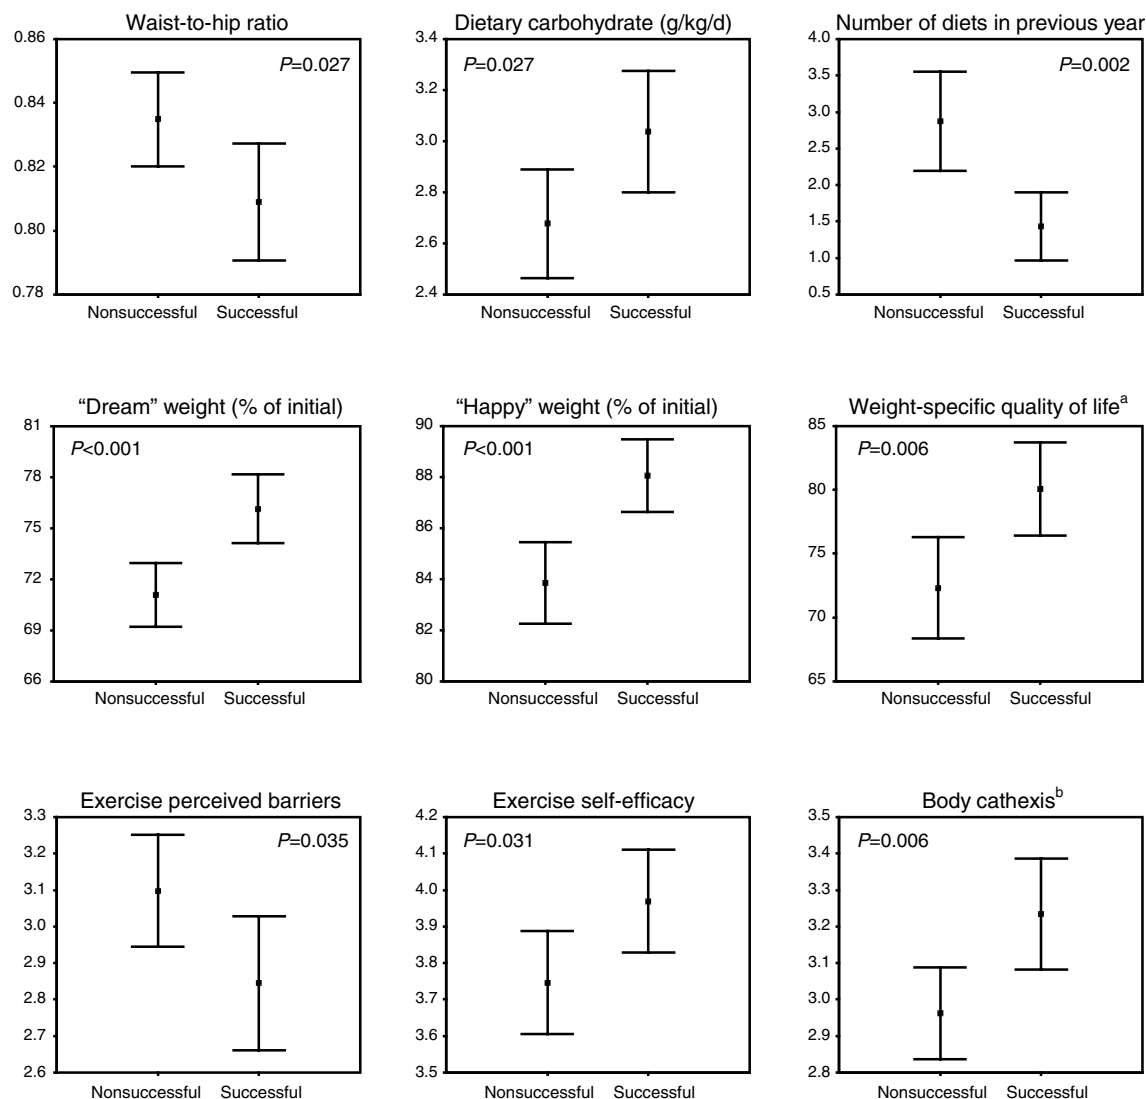 Waist-to-hip ratio
0.86
0.84
0.82
0.80
0.78
P=0.027
Nonsuccessful Successful
Dietary carbohydrate (g/kg/d)
3.4
3.2
3.0
2.8
2.6
2.4
P=0.027
Nonsuccessful Successful
Number of diets in previous year
4.0
3.5
3.0
2.5
2.0
1.5
1.0
0.5
P=0.002
Nonsuccessful Successful
“Dream” weight (% of initial)
81
78
75
72
69
66
P<0.001
Nonsuccessful Successful
“Happy” weight (% of initial)
90
88
86
84
82
80
P<0.001
Nonsuccessful Successful
Weight-specific quality of lifeᵃ
85
80
75
70
65
P=0.006
Nonsuccessful Successful
Exercise perceived barriers
3.3
3.2
3.1
3.0
2.9
2.8
2.7
2.6
P=0.035
Nonsuccessful Successful
Exercise self-efficacy
4.2
4.1
4.0
3.9
3.8
3.7
3.6
3.5
P=0.031
Nonsuccessful Successful
Body cathexisᵇ
3.5
3.4
3.3
3.2
3.1
3.0
2.9
2.8
P=0.006
Nonsuccessful Successful